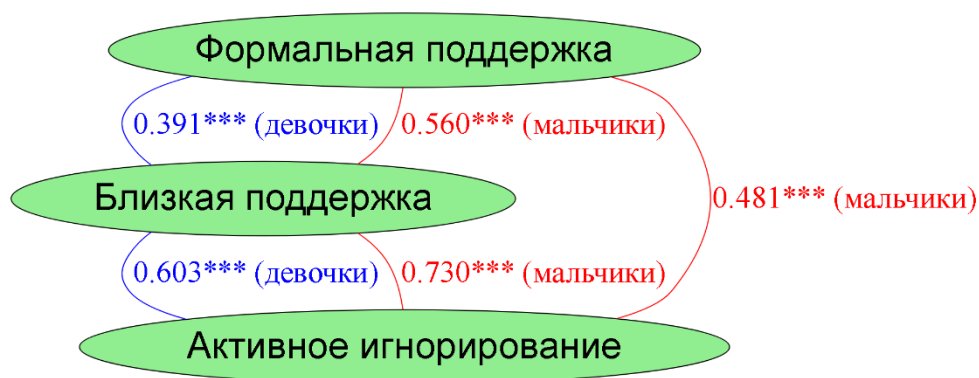 Формальная поддержка
0.391*** (девочки)
0.560*** (мальчики)
Близкая поддержка
0.481*** (мальчики)
0.603*** (девочки)
0.730*** (мальчики)
Активное игнорирование